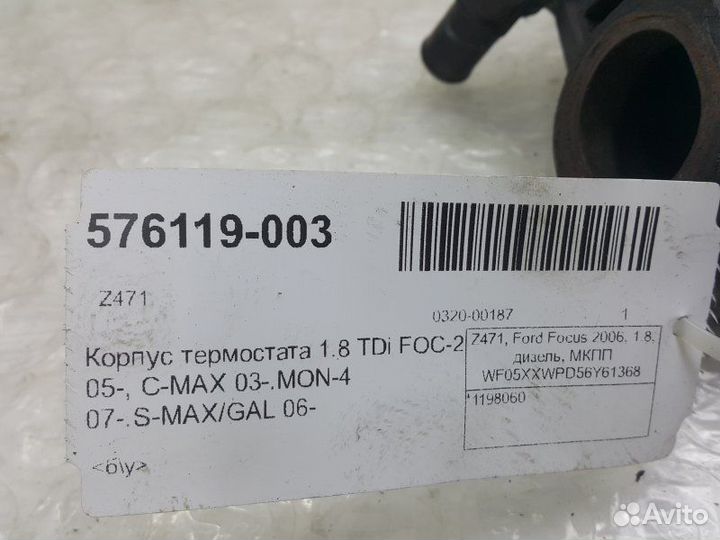 576119-003
Z471
0320-00187 1
Корпус термостата 1.8 TDi FOC-2
05-, C-MAX 03-.MON-4
07-.S-MAX/GAL 06-
<б\у>
Z471, Ford Focus 2006, 1.8,
дизель, МКПП
WF05XXWPD56Y61368
*1198060
Avito